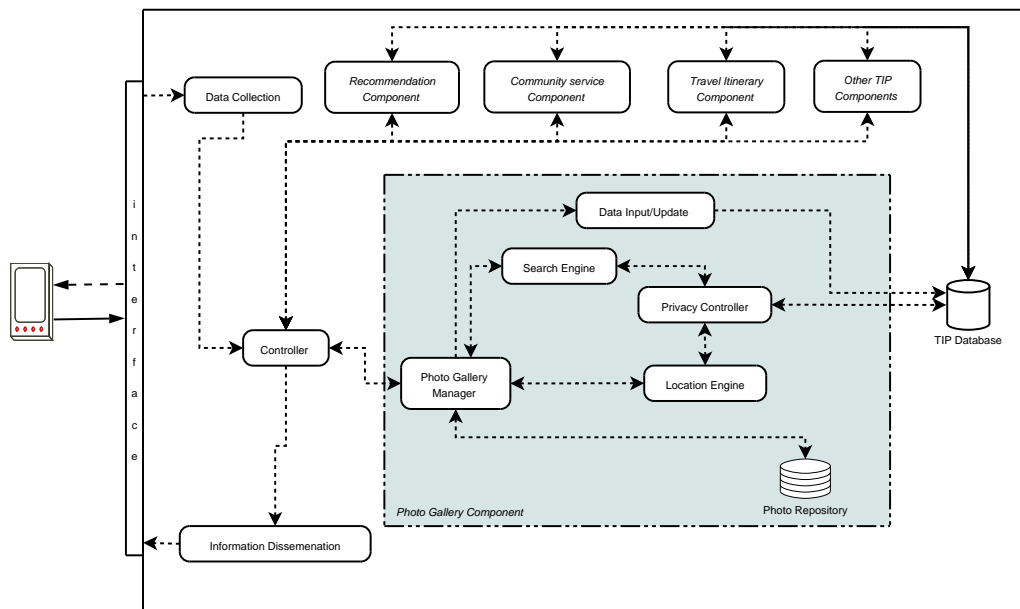 Recommendation
Component
Community service
Component
Travel Itinerary
Component
Other TIP
Components
Data Collection
interface
Data Input/Update
Search Engine
Privacy Controller
TIP Database
Controller
Photo Gallery
Manager
Location Engine
Photo Repository
Photo Gallery Component
Information Dissemenation